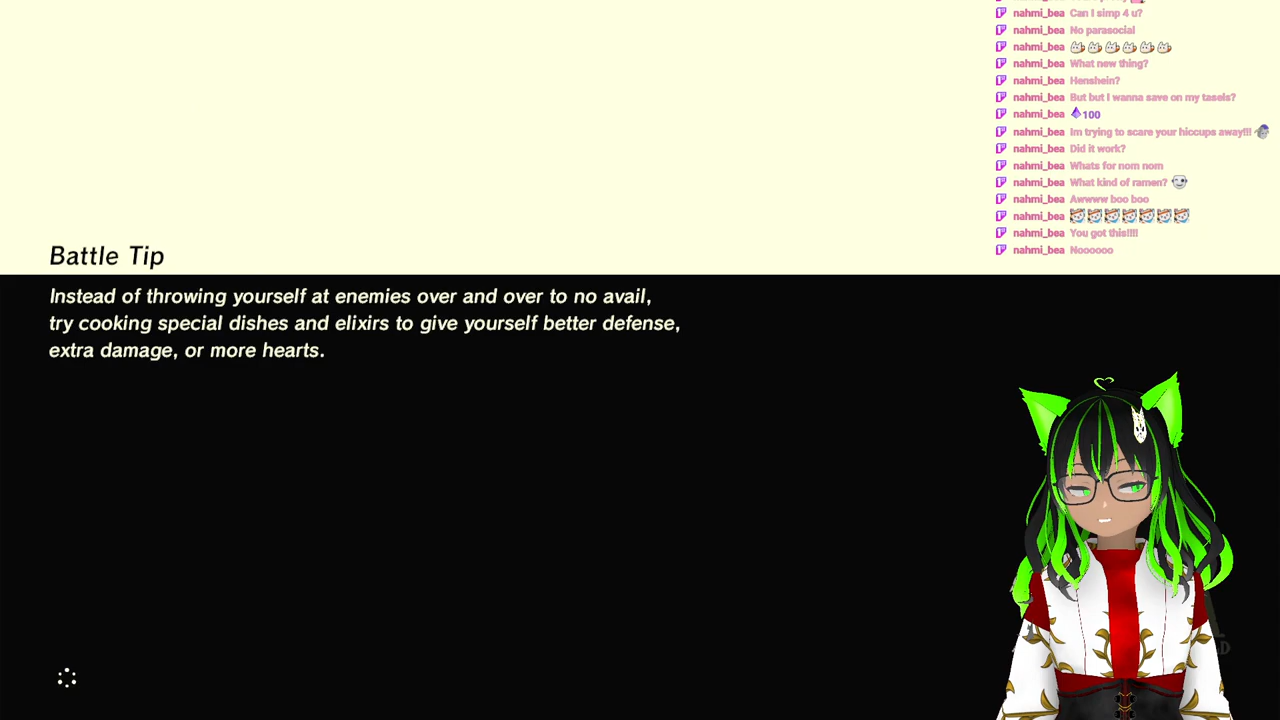 nahmi_bea Can I simp 4 u?
nahmi_bea No parasocial
nahmi_bea
nahmi_bea What new thing?
nahmi_bea Henshein?
nahmi_bea But but I wanna save on my tasels?
nahmi_bea 100
nahmi_bea Im trying to scare your hiccups away!!!
nahmi_bea Did it work?
nahmi_bea Whats for nom nom
nahmi_bea What kind of ramen?
nahmi_bea Awwww boo boo
nahmi_bea
nahmi_bea You got this!!!!
nahmi_bea Noooooo
Battle Tip
Instead of throwing yourself at enemies over and over to no avail,
try cooking special dishes and elixirs to give yourself better defense,
extra damage, or more hearts.